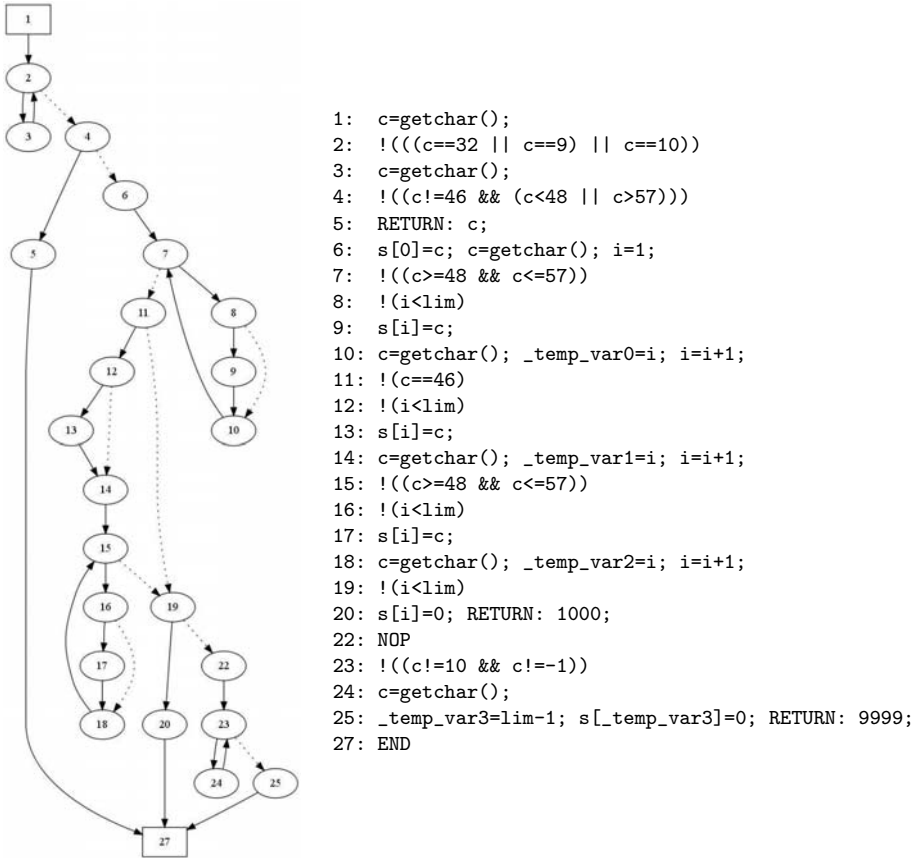 1
2
3
4
6
5
7
11
8
12
9
13
10
14
15
16
19
17
22
18
20
23
24
25
27
1: c=getchar();
2: !(((c==32 || c==9) || c==10))
3: c=getchar();
4: !((c!=46 && (c<48 || c>57)))
5: RETURN: c;
6: s[0]=c; c=getchar(); i=1;
7: !((c>=48 && c<=57))
8: !(i<lim)
9: s[i]=c;
10: c=getchar(); _temp_var0=i; i=i+1;
11: !(c==46)
12: !(i<lim)
13: s[i]=c;
14: c=getchar(); _temp_var1=i; i=i+1;
15: !((c>=48 && c<=57))
16: !(i<lim)
17: s[i]=c;
18: c=getchar(); _temp_var2=i; i=i+1;
19: !(i<lim)
20: s[i]=0; RETURN: 1000;
22: NOP
23: !((c!=10 && c!=-1))
24: c=getchar();
25: _temp_var3=lim-1; s[_temp_var3]=0; RETURN: 9999;
27: END